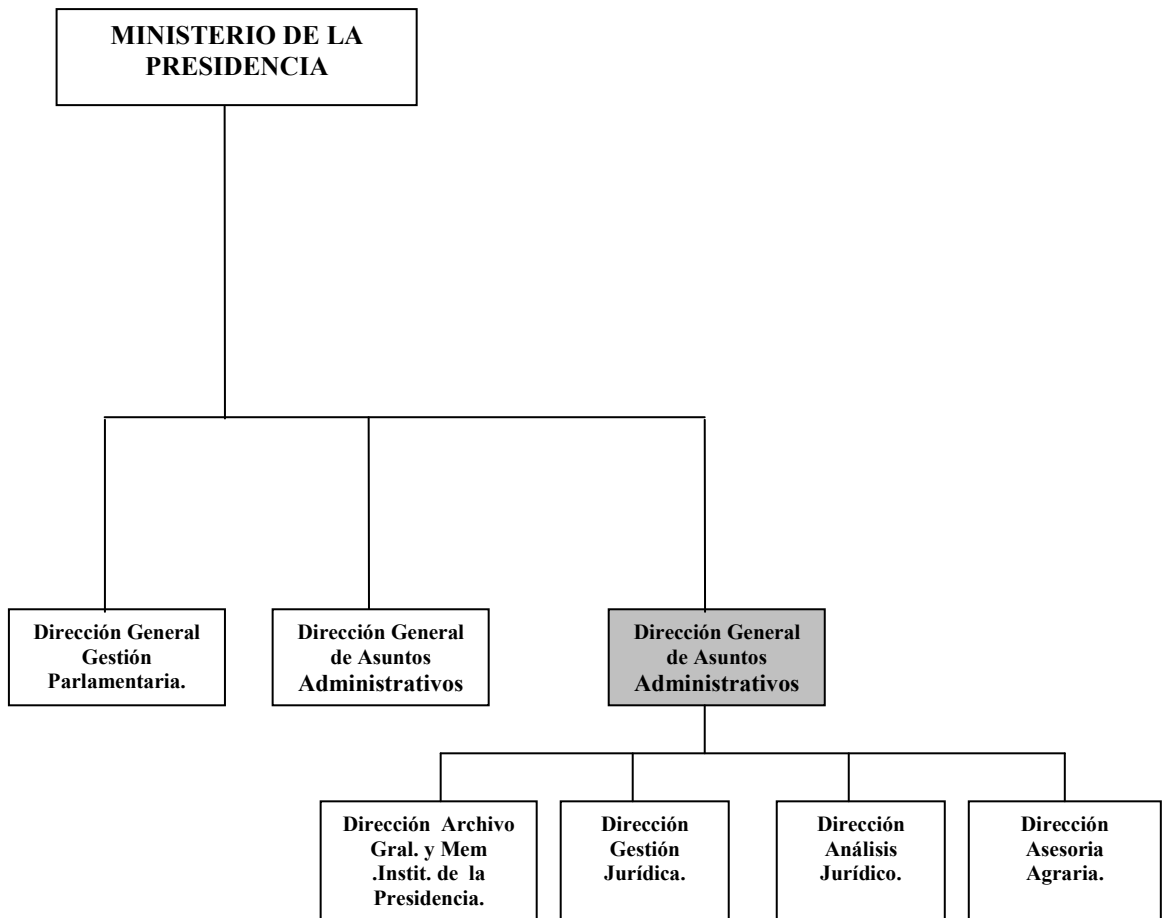 MINISTERIO DE LA
PRESIDENCIA
Dirección General
Gestión
Parlamentaria.
Dirección General
de Asuntos
Administrativos
Dirección General
de Asuntos
Administrativos
Dirección Archivo
Gral. y Mem
.Instit. de la
Presidencia.
Dirección
Gestión
Jurídica.
Dirección
Análisis
Jurídico.
Dirección
Asesoria
Agraria.